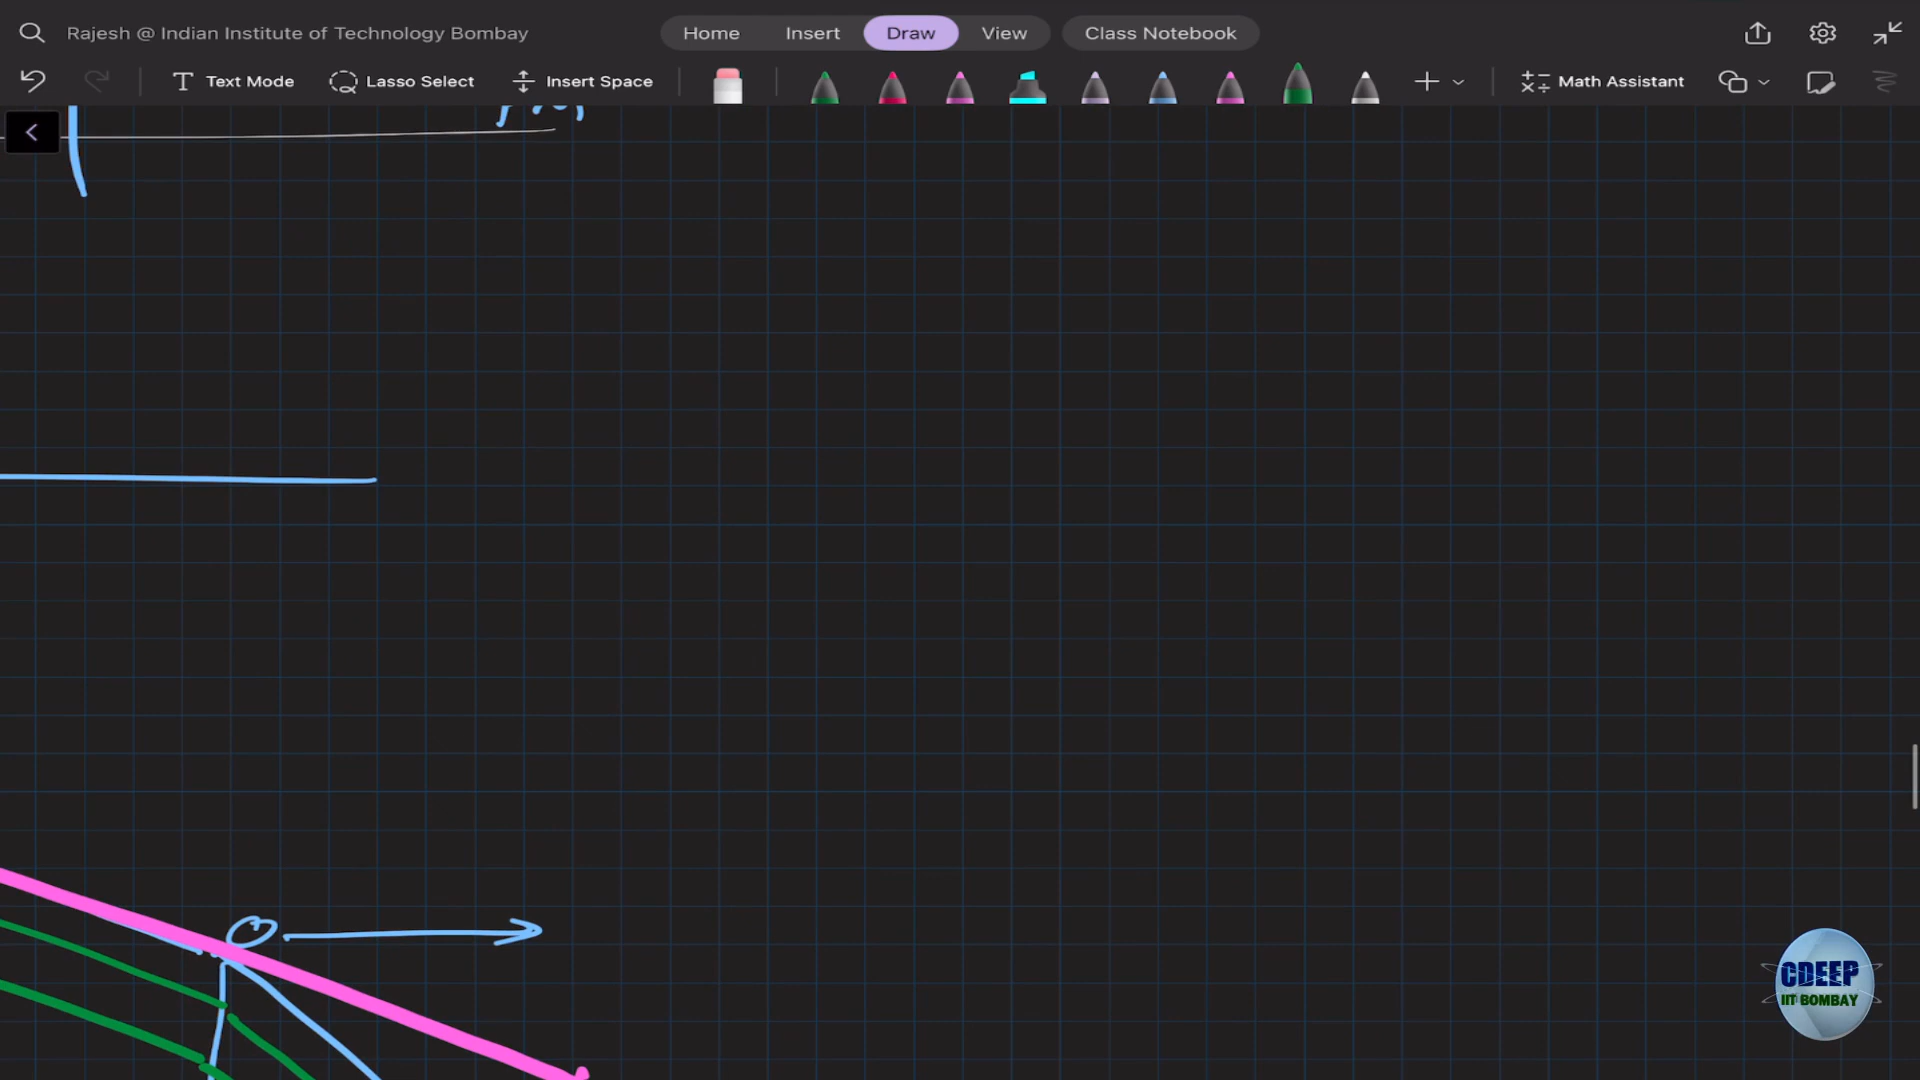 Rajesh @ Indian Institute of Technology Bombay
Home Insert Draw View Class Notebook
Text Mode Lasso Select Insert Space Math Assistant
CDEEP
IIT BOMBAY